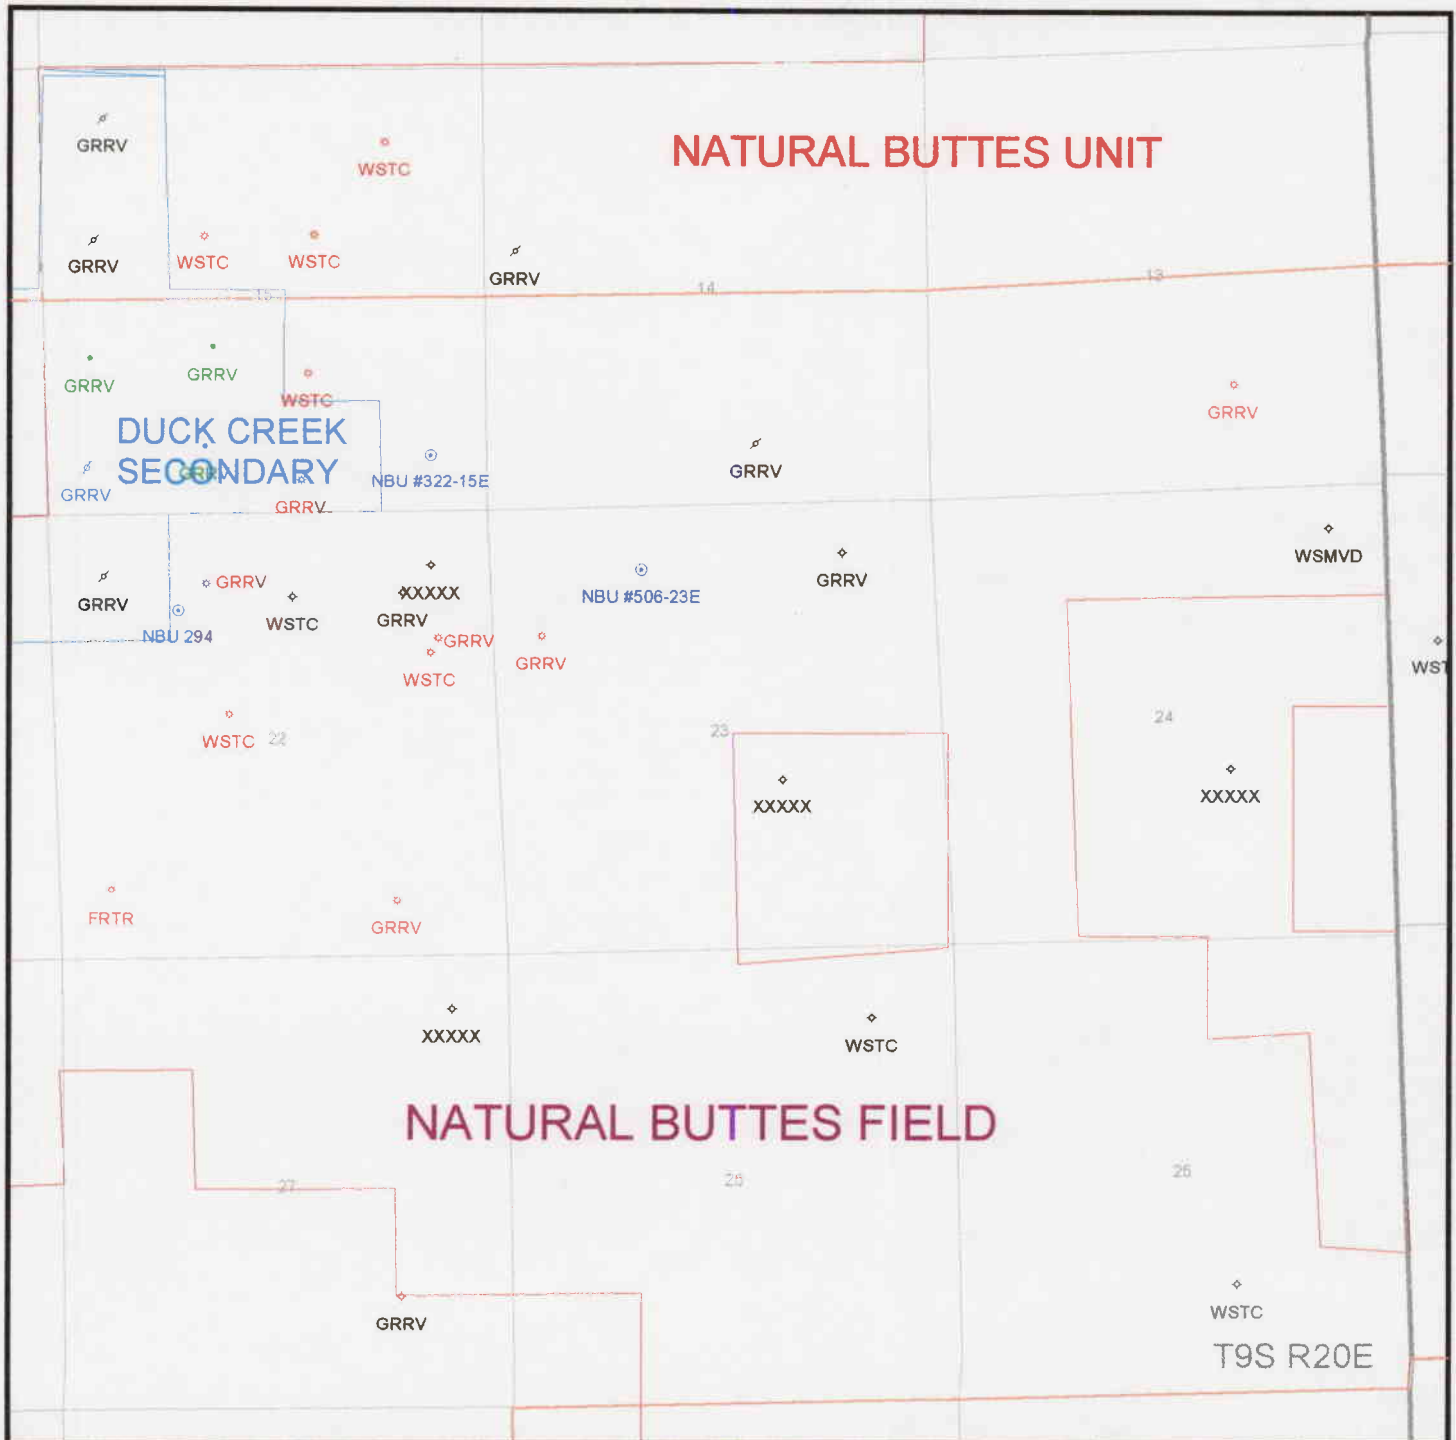 GRRV
WSTC
NATURAL BUTTES UNIT
GRRV
WSTC
WSTC
GRRV
15
14
13
GRRV
GRRV
WSTC
GRRV
DUCK CREEK
SECONDARY
GRRV
GRRV
NBU #322-15E
GRRV
GRRV
WSMVD
GRRV
GRRV
XXXXX
GRRV
NBU #506-23E
GRRV
WSTC
NBU 294
GRRV
WSTC
GRRV
WST
WSTC
22
23
24
XXXXX
XXXXX
FRTR
GRRV
XXXXX
WSTC
NATURAL BUTTES FIELD
27
26
GRRV
WSTC
T9S R20E